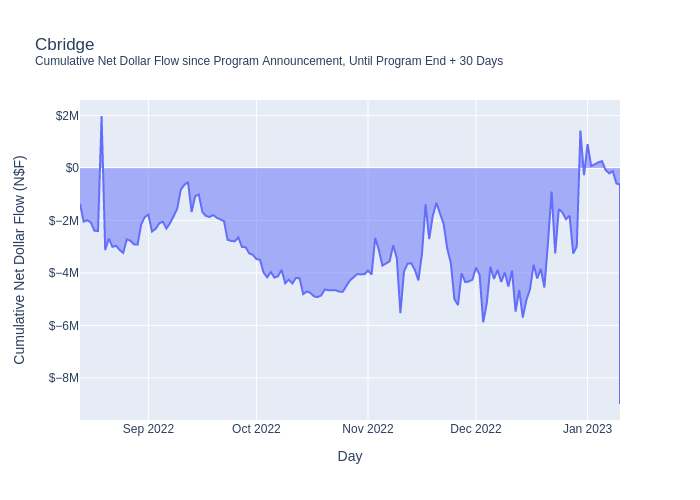 Cbridge
Cumulative Net Dollar Flow since Program Announcement, Until Program End + 30 Days
Cumulative Net Dollar Flow (N$F)
$2M
$0
$−2M
$−4M
$−6M
$−8M
Sep 2022
Oct 2022
Nov 2022
Dec 2022
Jan 2023
Day